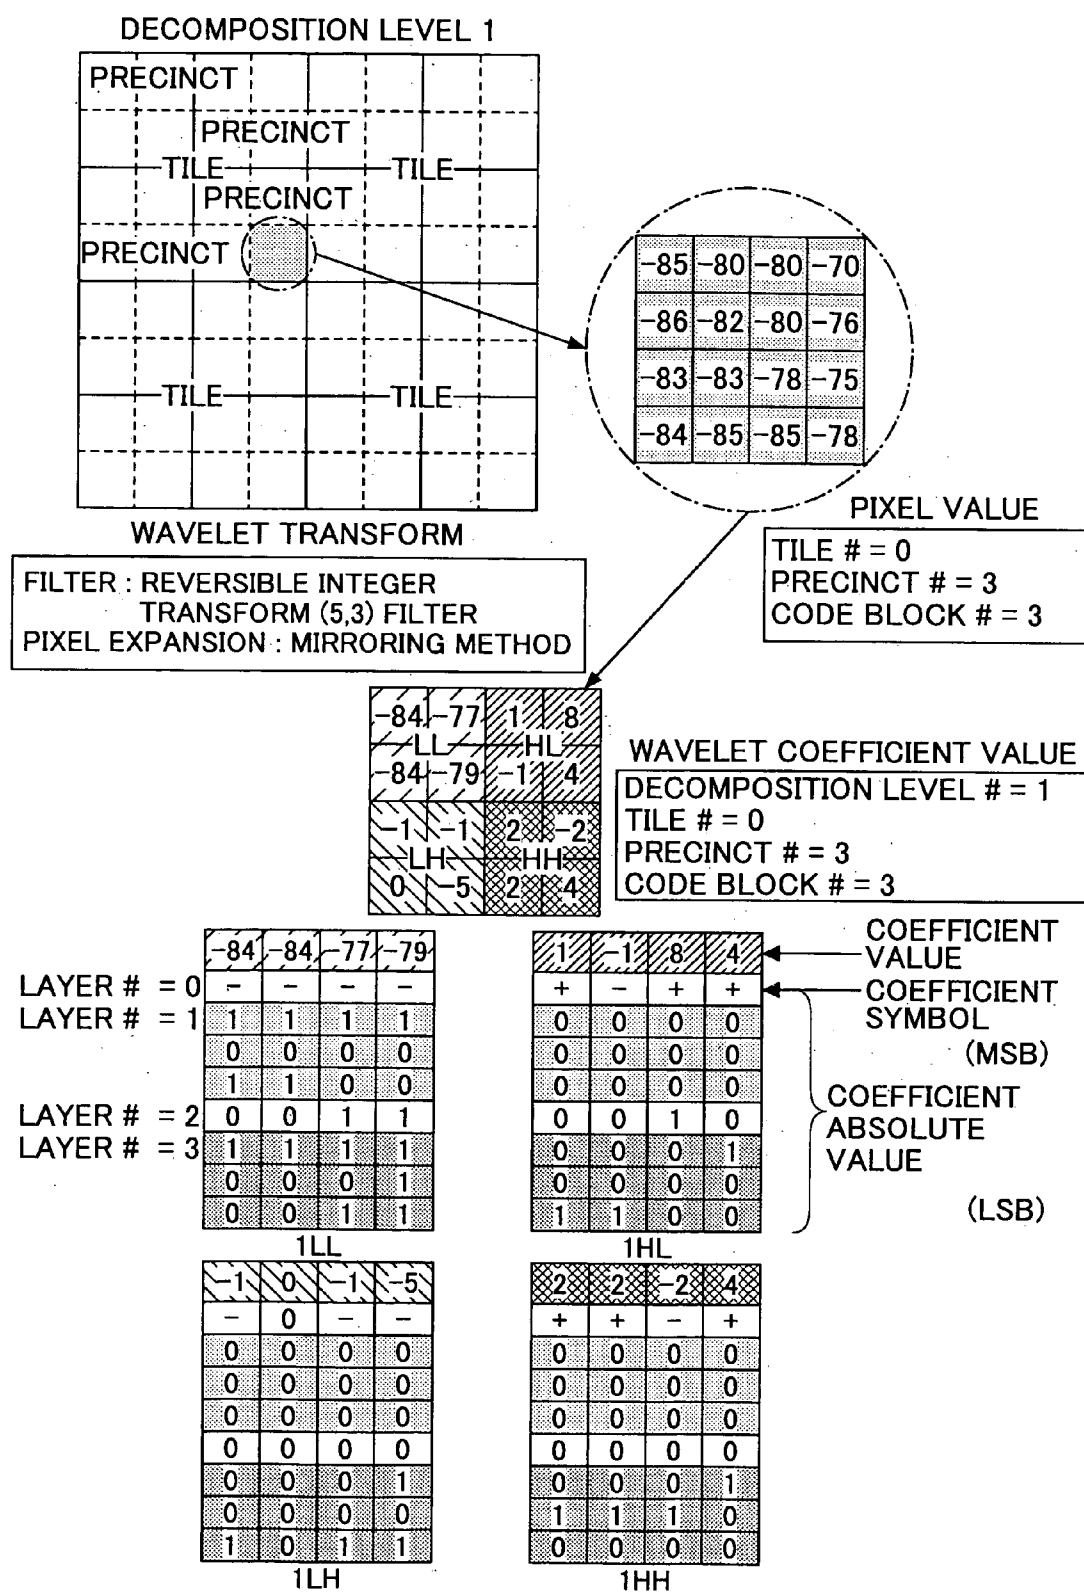 DECOMPOSITION LEVEL 1
PRECINCT
PRECINCT
TILE TILE
PRECINCT
PRECINCT
TILE TILE
-85 -80 -80 -70
-86 -82 -80 -76
-83 -83 -78 -75
-84 -85 -85 -78
PIXEL VALUE
TILE # = 0
PRECINCT # = 3
CODE BLOCK # = 3
WAVELET TRANSFORM
FILTER : REVERSIBLE INTEGER
TRANSFORM (5,3) FILTER
PIXEL EXPANSION : MIRRORING METHOD
-84 -77 1 8
LL HL
-84 -79 -1 4
-1 -1 2 -2
LH HH
0 -5 2 4
WAVELET COEFFICIENT VALUE
DECOMPOSITION LEVEL # = 1
TILE # = 0
PRECINCT # = 3
CODE BLOCK # = 3
-84 -84 -77 -79
LAYER # = 0 - - - -
LAYER # = 1 1 1 1 1
0 0 0 0
1 1 0 0
LAYER # = 2 0 0 1 1
LAYER # = 3 1 1 1 1
0 0 0 1
0 0 1 1
1LL
1 -1 8 4
+ - + +
0 0 0 0
0 0 0 0
0 0 0 0
0 0 1 0
0 0 0 1
0 0 0 0
1 1 0 0
1HL
COEFFICIENT
VALUE
COEFFICIENT
SYMBOL
(MSB)
COEFFICIENT
ABSOLUTE
VALUE
(LSB)
-1 0 -1 -5
- 0 - -
0 0 0 0
0 0 0 0
0 0 0 0
0 0 0 0
0 0 0 1
0 0 0 0
1 0 1 1
1LH
2 2 -2 4
+ + - +
0 0 0 0
0 0 0 0
0 0 0 0
0 0 0 0
0 0 0 1
1 1 1 0
0 0 0 0
1HH